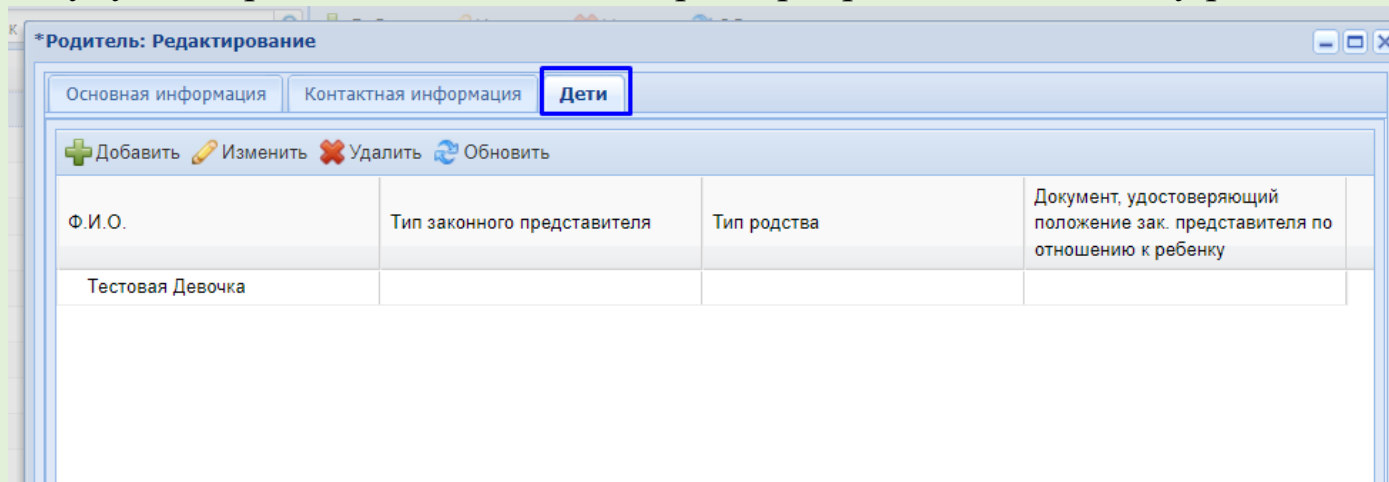 *Родитель: Редактирование
Основная информация Контактная информация Дети
Добавить Изменить Удалить Обновить
Ф.И.О. Тип законного представителя Тип родства Документ, удостоверяющий
положение зак. представителя по
отношению к ребенку
Тестовая Девочка